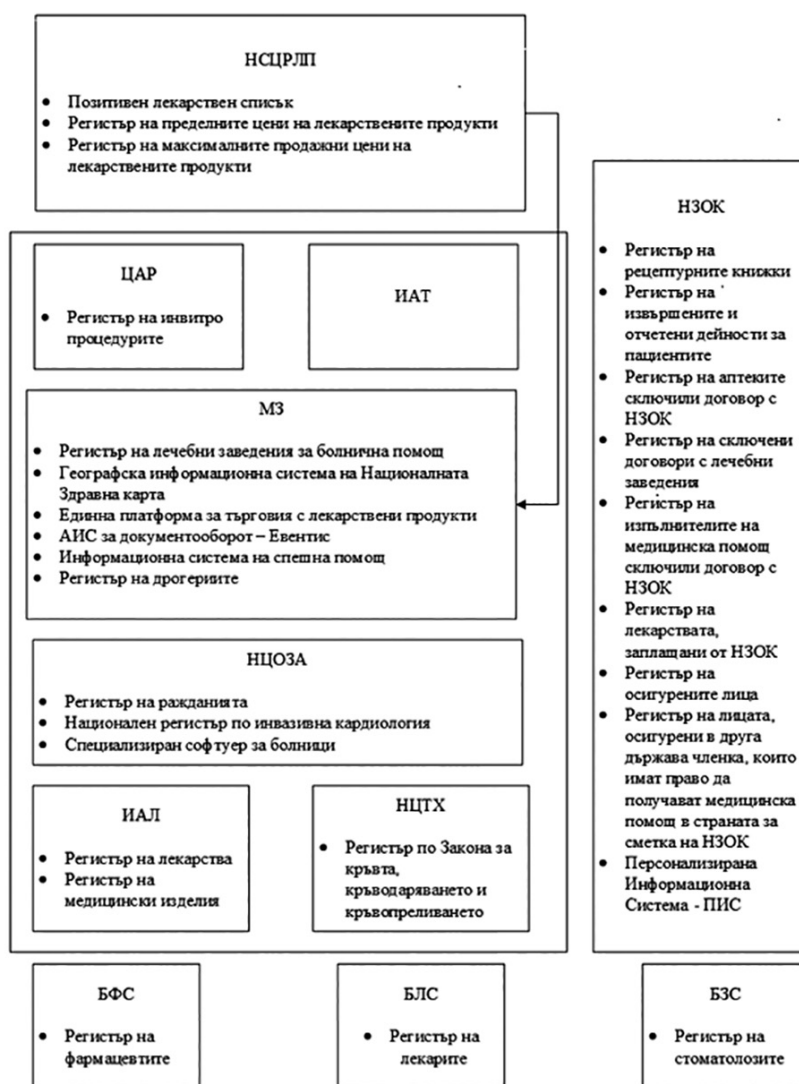 НСЦРЛП
• Позитивен лекарствен списък
• Регистър на пределните цени на лекарствените продукти
• Регистър на максималните продажни цени на
лекарствените продукти
ЦАР
• Регистър на инвитро
процедурите
ИАТ
МЗ
• Регистър на лечебни заведения за болнична помощ
• Географска информационна система на Националната
Здравна карта
• Единна платформа за търговия с лекарствени продукти
• АИС за документооборот – Евентис
• Информационна система на спешна помощ
• Регистър на дрогериите
НЦОЗА
• Регистър на ражданията
• Национален регистър по инвазивна кардиология
• Специализиран софтуер за болници
ИАЛ
• Регистър на лекарства
• Регистър на
медицински изделия
НЦТХ
• Регистър по Закона за
кръвта,
кръводаряването и
кръвопреливането
НЗОК
• Регистър на
рецептурните книжки
• Регистър на
извършените и
отчетени дейности за
пациентите
• Регистър на аптеките
сключили договор с
НЗОК
• Регистър на сключени
договори с лечебни
заведения
• Регистър на
изпълнителите на
медицинска помощ
сключили договор с
НЗОК
• Регистър на
лекарствата,
заплащани от НЗОК
• Регистър на
осигурените лица
• Регистър на лицата,
осигурени в друга
държава членка, които
имат право да
получават медицинска
помощ в страната за
сметка на НЗОК
• Персонализирана
Информационна
Система - ПИС
БФС
• Регистър на
фармацевтите
БЛС
• Регистър на
лекарите
БЗС
• Регистър на
стоматолозите